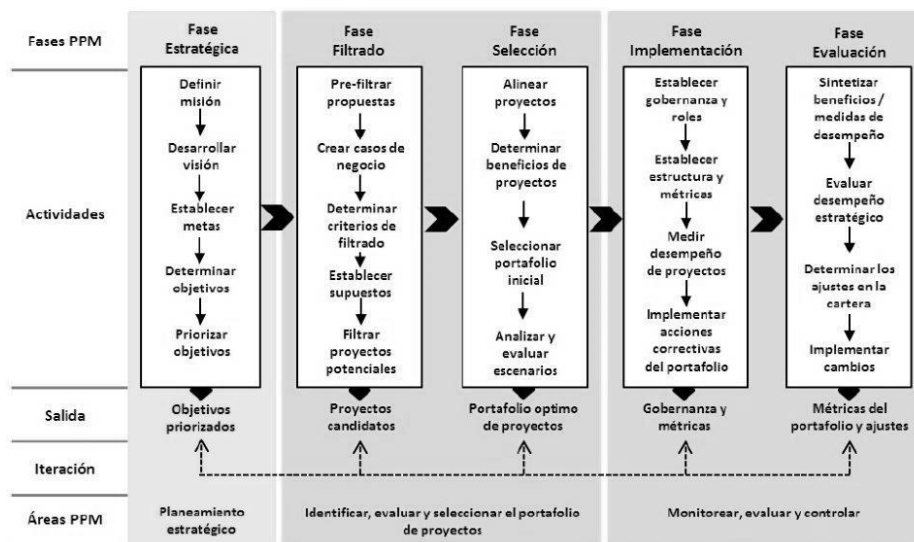 Fases PPM
Fase
Estratégica
Fase
Filtrado
Fase
Selección
Fase
Implementación
Fase
Evaluación
Actividades
Definir
misión
Desarrollar
visión
Establecer
metas
Determinar
objetivos
Priorizar
objetivos
Pre-filtrar
propuestas
Crear casos de
negocio
Determinar
criterios de
filtrado
Establecer
supuestos
Filtrar
proyectos
potenciales
Alinear
proyectos
Determinar
beneficios de
proyectos
Seleccionar
portafolio
inicial
Analizar y
evaluar
escenarios
Establecer
gobernanza y
roles
Establecer
estructura y
métricas
Medir
desempeño
de proyectos
Implementar
acciones
correctivas
del portafolio
Sintetizar
beneficios /
medidas de
desempeño
Evaluar
desempeño
estratégico
Determinar los
ajustes en la
cartera
Implementar
cambios
Salida
Objetivos
priorizados
Proyectos
candidatos
Portafolio optimo
de proyectos
Gobernanza y
métricas
Métricas del
portafolio y ajustes
Iteración
Áreas PPM
Planeamiento
estratégico
Identificar, evaluar y seleccionar el portafolio
de proyectos
Monitorear, evaluar y controlar